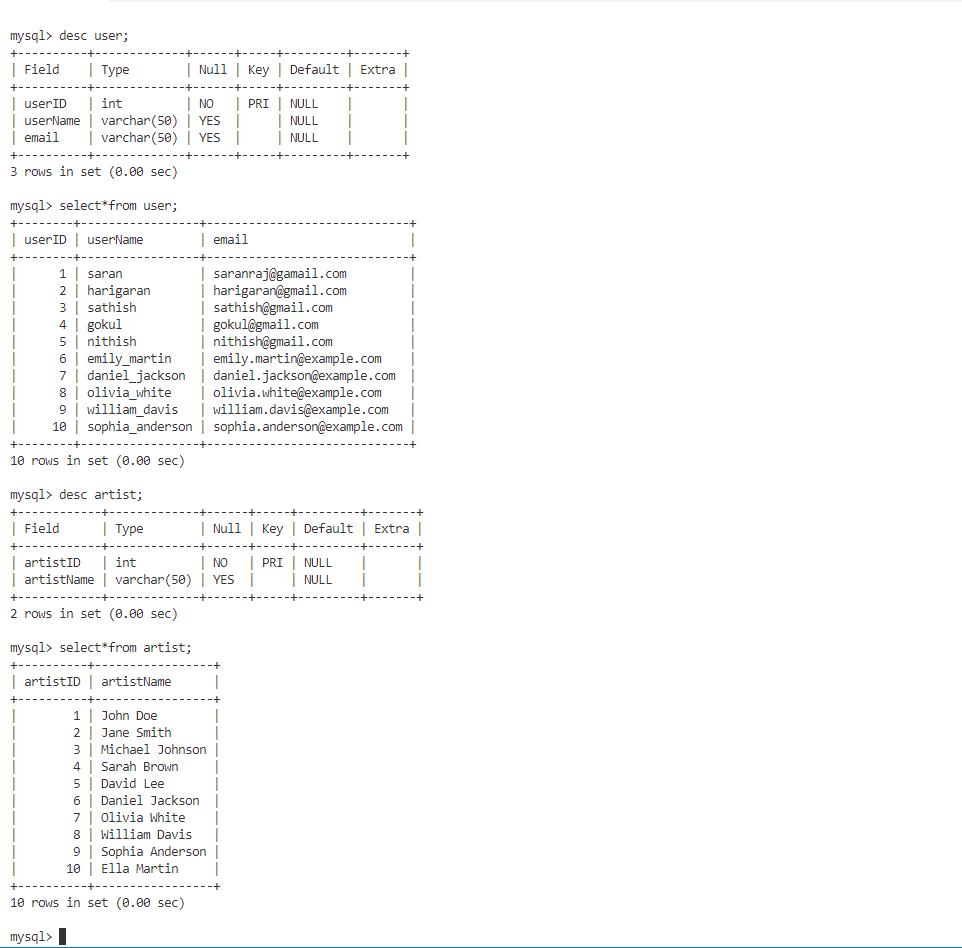 mysql> desc user;
+----------+-------------+------+-----+---------+-------+
| Field    | Type        | Null | Key | Default | Extra |
+----------+-------------+------+-----+---------+-------+
| userID   | int         | NO   | PRI | NULL    |       |
| userName | varchar(50) | YES  |     | NULL    |       |
| email    | varchar(50) | YES  |     | NULL    |       |
+----------+-------------+------+-----+---------+-------+
3 rows in set (0.00 sec)

mysql> select*from user;
+--------+-----------------+-----------------------------+
| userID | userName        | email                       |
+--------+-----------------+-----------------------------+
|      1 | saran           | saranraj@gamail.com         |
|      2 | harigaran       | harigaran@gmail.com         |
|      3 | sathish         | sathish@gmail.com           |
|      4 | gokul           | gokul@gmail.com             |
|      5 | nithish         | nithish@gmail.com           |
|      6 | emily_martin    | emily.martin@example.com    |
|      7 | daniel_jackson  | daniel.jackson@example.com  |
|      8 | olivia_white    | olivia.white@example.com    |
|      9 | william_davis   | william.davis@example.com   |
|     10 | sophia_anderson | sophia.anderson@example.com |
+--------+-----------------+-----------------------------+
10 rows in set (0.00 sec)

mysql> desc artist;
+------------+-------------+------+-----+---------+-------+
| Field      | Type        | Null | Key | Default | Extra |
+------------+-------------+------+-----+---------+-------+
| artistID   | int         | NO   | PRI | NULL    |       |
| artistName | varchar(50) | YES  |     | NULL    |       |
+------------+-------------+------+-----+---------+-------+
2 rows in set (0.00 sec)

mysql> select*from artist;
+----------+-----------------+
| artistID | artistName      |
+----------+-----------------+
|        1 | John Doe        |
|        2 | Jane Smith      |
|        3 | Michael Johnson |
|        4 | Sarah Brown     |
|        5 | David Lee       |
|        6 | Daniel Jackson  |
|        7 | Olivia White    |
|        8 | William Davis   |
|        9 | Sophia Anderson |
|       10 | Ella Martin     |
+----------+-----------------+
10 rows in set (0.00 sec)

mysql>